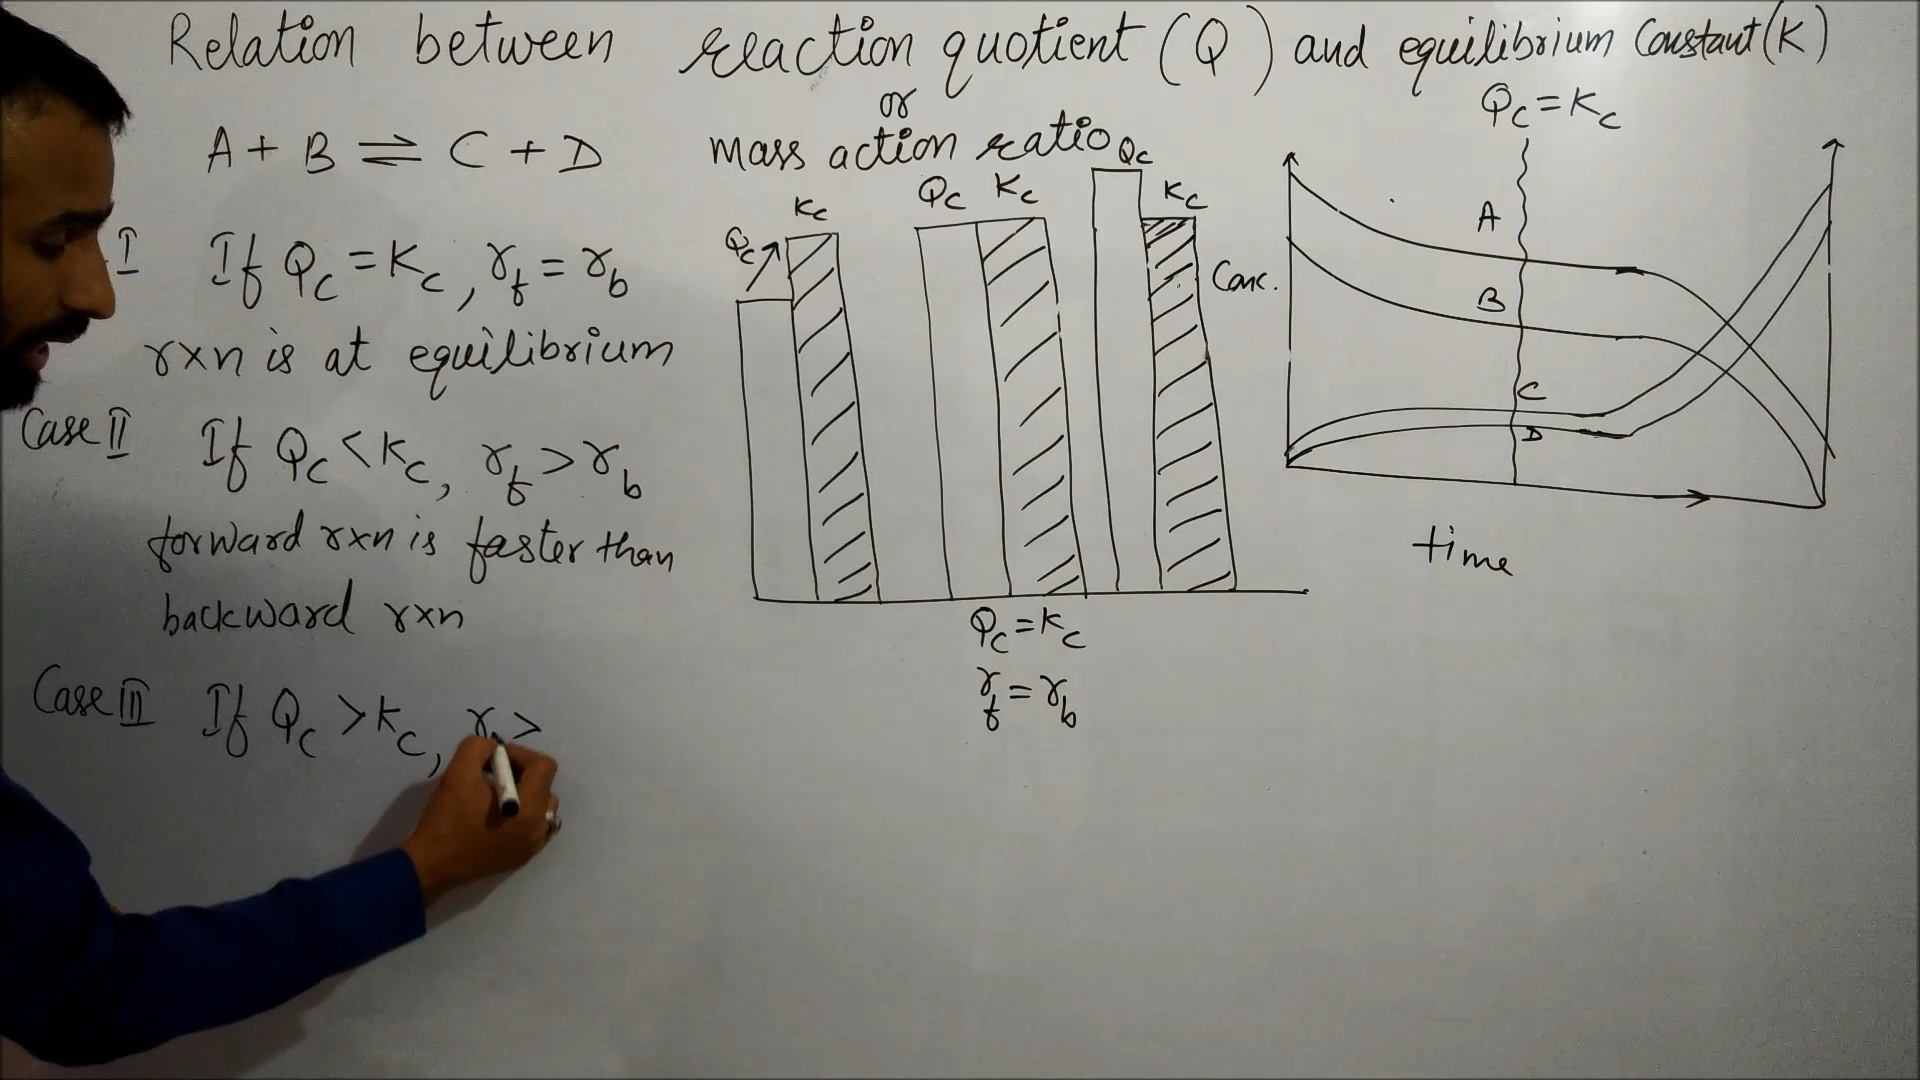 Relation between reaction quotient (Q) and equilibrium Constant (K)
or
mass action ratio
A + B ⇌ C + D
I If Qc = Kc, rf = rb
rxn is at equilibrium
Case II If Qc < Kc, rf > rb
forward rxn is faster than
backward rxn
Case III If Qc > Kc, r >
Qc Kc
Qc Kc
Qc Kc
Qc = Kc
rf = rb
Qc = Kc
Conc.
A
B
C
D
time